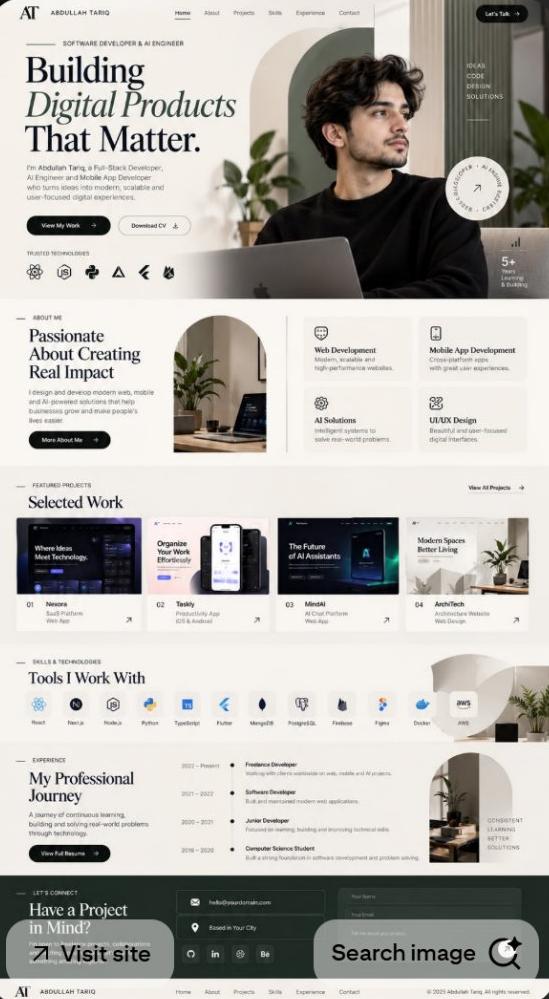 AT ABDULLAH TARIQ
Home About Projects Skills Experience Contact
Let's Talk
SOFTWARE DEVELOPER & AI ENGINEER
Building
Digital Products
That Matter.
I'm Abdullah Tariq, a Full-Stack Developer,
AI Engineer and Mobile App Developer
who turns ideas into modern, scalable and
user-focused digital experiences.
View My Work
Download CV
TRUSTED TECHNOLOGIES
IDEAS
CODE
DESIGN
SOLUTIONS
5+
Years
Learning
& Building
ABOUT ME
Passionate
About Creating
Real Impact
I design and develop modern web, mobile
and AI-powered solutions that help
businesses grow and make people's
lives easier.
More About Me
Web Development
Modern, scalable and
high-performance websites.
Mobile App Development
Cross-platform apps
with great user experiences.
AI Solutions
Intelligent systems to
solve real-world problems.
UI/UX Design
Beautiful and user-focused
digital interfaces.
FEATURED PROJECTS
Selected Work
View All Projects
Where Ideas
Meet Technology.
Organize
Your Work
Effortlessly
The Future
of AI Assistants
Modern Spaces
Better Living
01 Nexora
SaaS Platform
Web App
02 Taskly
Productivity App
iOS & Android
03 MindAI
AI Chat Platform
Web App
04 ArchiTech
Architecture Website
Web Design
SKILLS & TECHNOLOGIES
Tools I Work With
React Next.js Node.js Python TypeScript Flutter MongoDB PostgreSQL Firebase Figma Docker AWS
EXPERIENCE
My Professional
Journey
A journey of continuous learning,
building and solving real-world problems
through technology.
View Full Resume
2022 – Present Freelance Developer
Working with clients worldwide on web, mobile and AI projects.
2021 – 2022 Software Developer
Built and maintained modern web applications.
2020 – 2021 Junior Developer
Focused on learning, building and improving technical skills.
2019 – 2020 Computer Science Student
Built a strong foundation in software development and problem solving.
CONSISTENT
LEARNING
BETTER
SOLUTIONS
LET'S CONNECT
Have a Project
in Mind?
hello@yourdomain.com
Based in Your City
Your Name
Your Email
Visit site
Search image
AT ABDULLAH TARIQ
Home About Projects Skills Experience Contact
© 2025 Abdullah Tariq. All rights reserved.